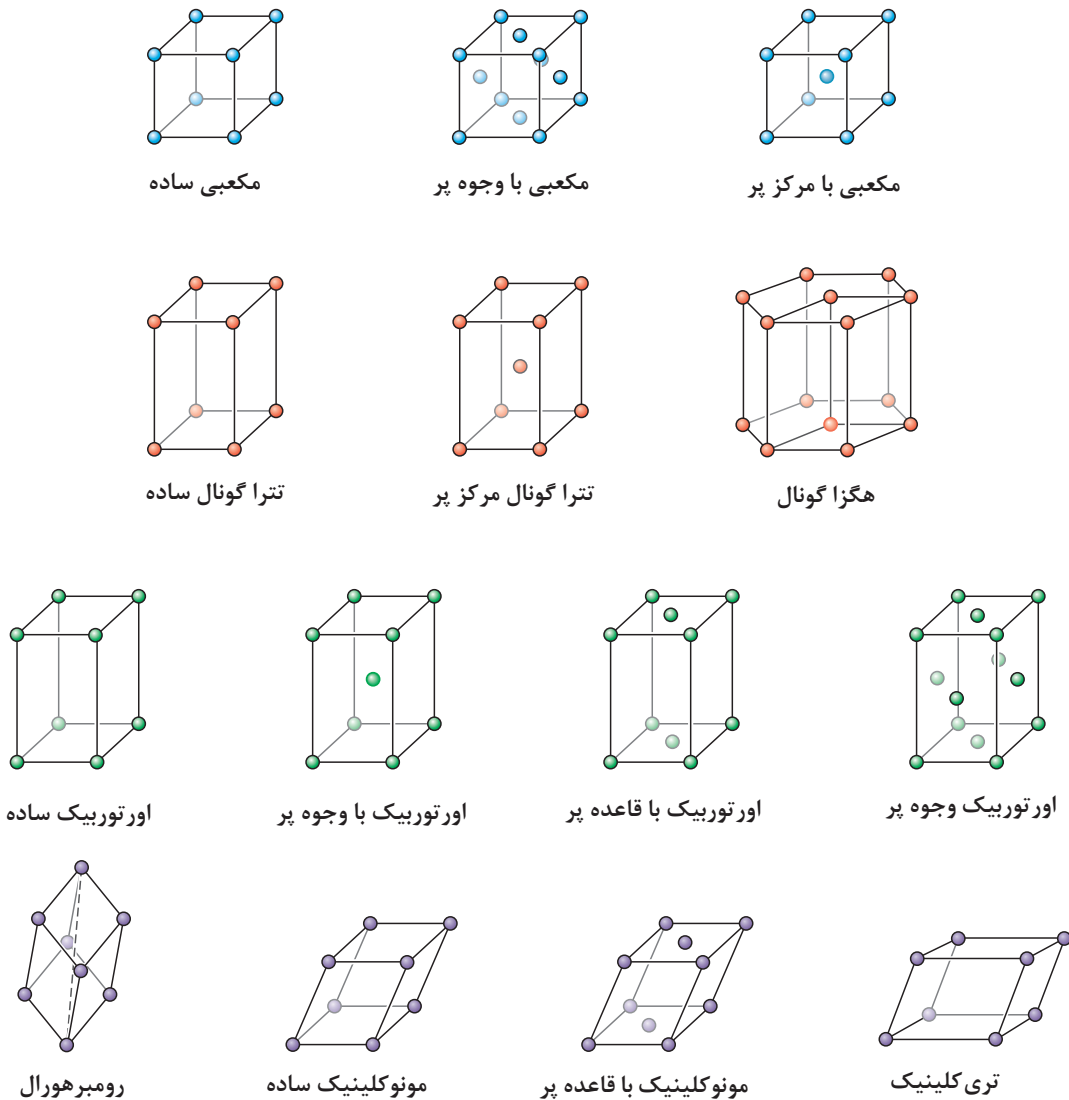 مکعبی ساده
مکعبی با وجوه پر
مکعبی با مرکز پر
تترا گونال ساده
تترا گونال مرکز پر
هگزا گونال
اورتوربیک ساده
اورتوربیک با وجوه پر
اورتوربیک با قاعده پر
اورتوربیک وجوه پر
رومبرهورال
مونوکلینیک ساده
مونوکلینیک با قاعده پر
تری‌کلینیک